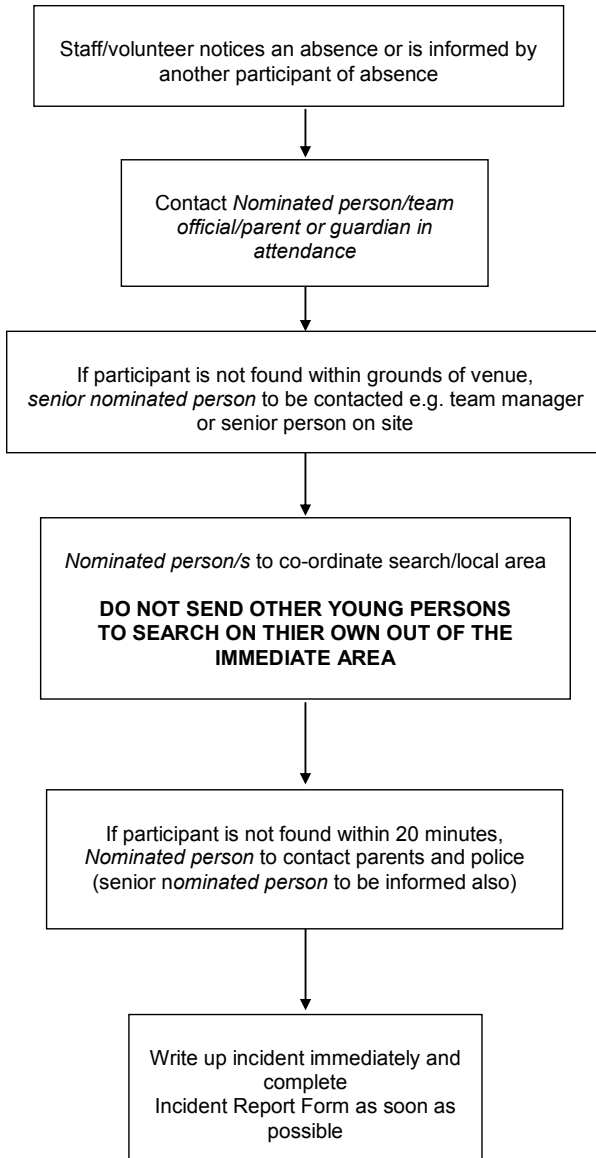 Staff/volunteer notices an absence or is informed by
another participant of absence
Contact Nominated person/team
official/parent or guardian in
attendance
If participant is not found within grounds of venue,
senior nominated person to be contacted e.g. team manager
or senior person on site
Nominated person/s to co-ordinate search/local area
DO NOT SEND OTHER YOUNG PERSONS
TO SEARCH ON THIER OWN OUT OF THE
IMMEDIATE AREA
If participant is not found within 20 minutes,
Nominated person to contact parents and police
(senior nominated person to be informed also)
Write up incident immediately and
complete
Incident Report Form as soon as
possible